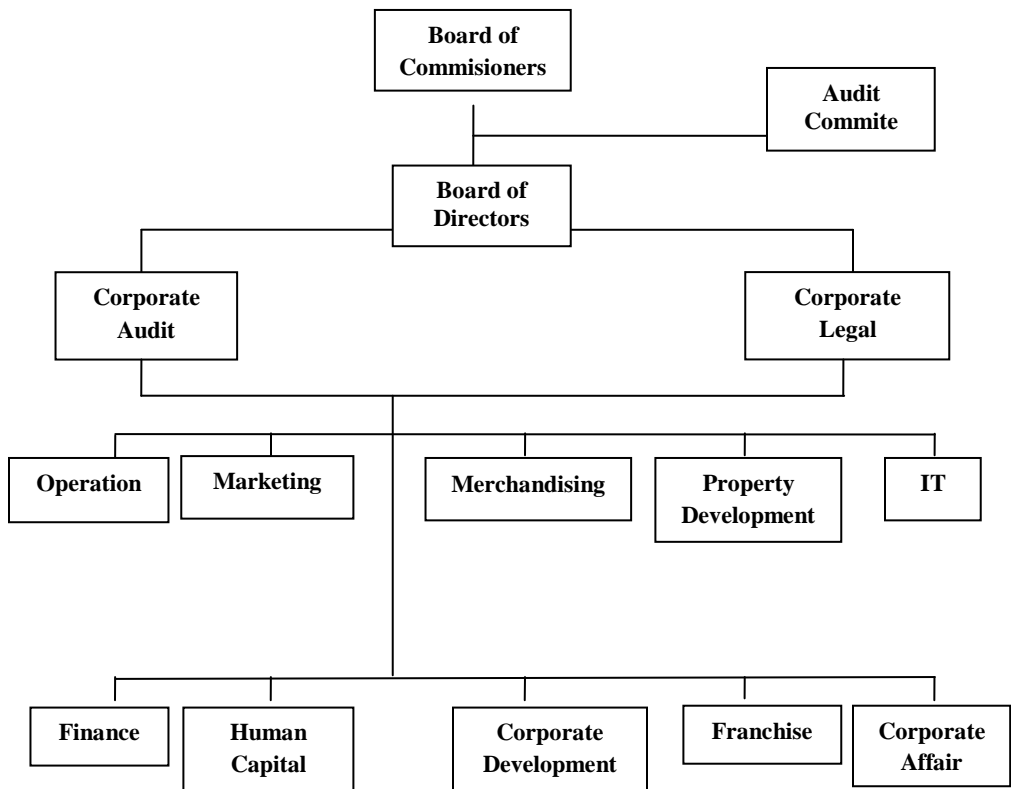 Board of
Commisioners
Audit
Commite
Board of
Directors
Corporate
Audit
Corporate
Legal
Operation
Marketing
Merchandising
Property
Development
IT
Finance
Human
Capital
Corporate
Development
Franchise
Corporate
Affair